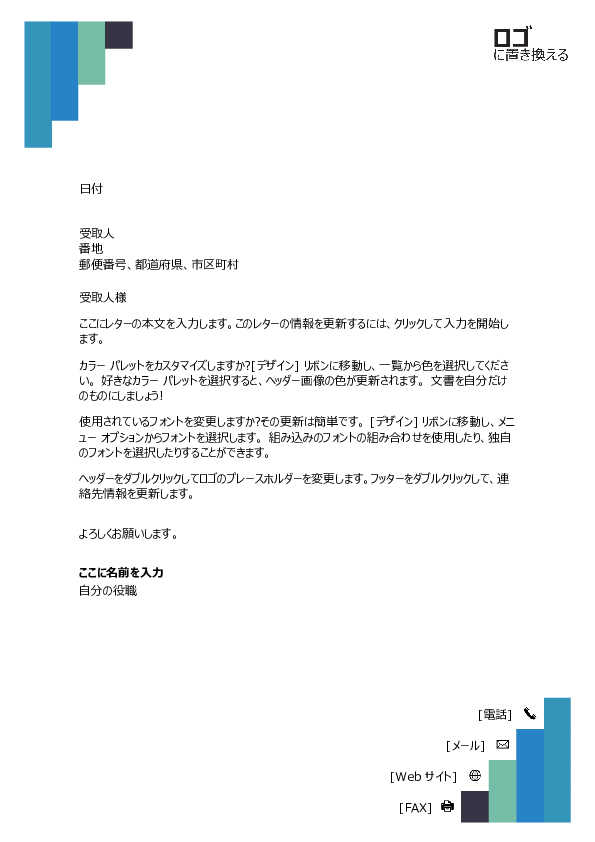 ロゴ
に置き換える
日付
受取人
番地
郵便番号、都道府県、市区町村
受取人様
ここにレターの本文を入力します。このレターの情報を更新するには、クリックして入力を開始し
ます。
カラー パレットをカスタマイズしますか?[デザイン] リボンに移動し、一覧から色を選択してくださ
い。 好きなカラー パレットを選択すると、ヘッダー画像の色が更新されます。 文書を自分だけ
のものにしましょう!
使用されているフォントを変更しますか?その更新は簡単です。 [デザイン] リボンに移動し、メニ
ュー オプションからフォントを選択します。 組み込みのフォントの組み合わせを使用したり、独自
のフォントを選択したりすることができます。
ヘッダーをダブルクリックしてロゴのプレースホルダーを変更します。フッターをダブルクリックして、連
絡先情報を更新します。
よろしくお願いします。
ここに名前を入力
自分の役職
[電話]
[メール]
[Web サイト]
[FAX]